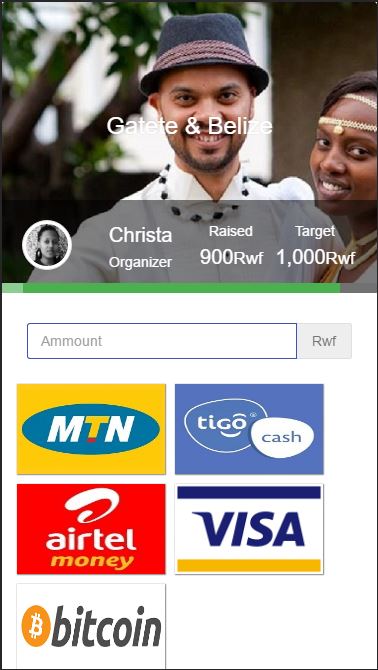 Gatete & Belize
Christa
Organizer
Raised
900Rwf
Target
1,000Rwf
Ammount
Rwf
MTN
tigo
cash
airtel
money
VISA
bitcoin